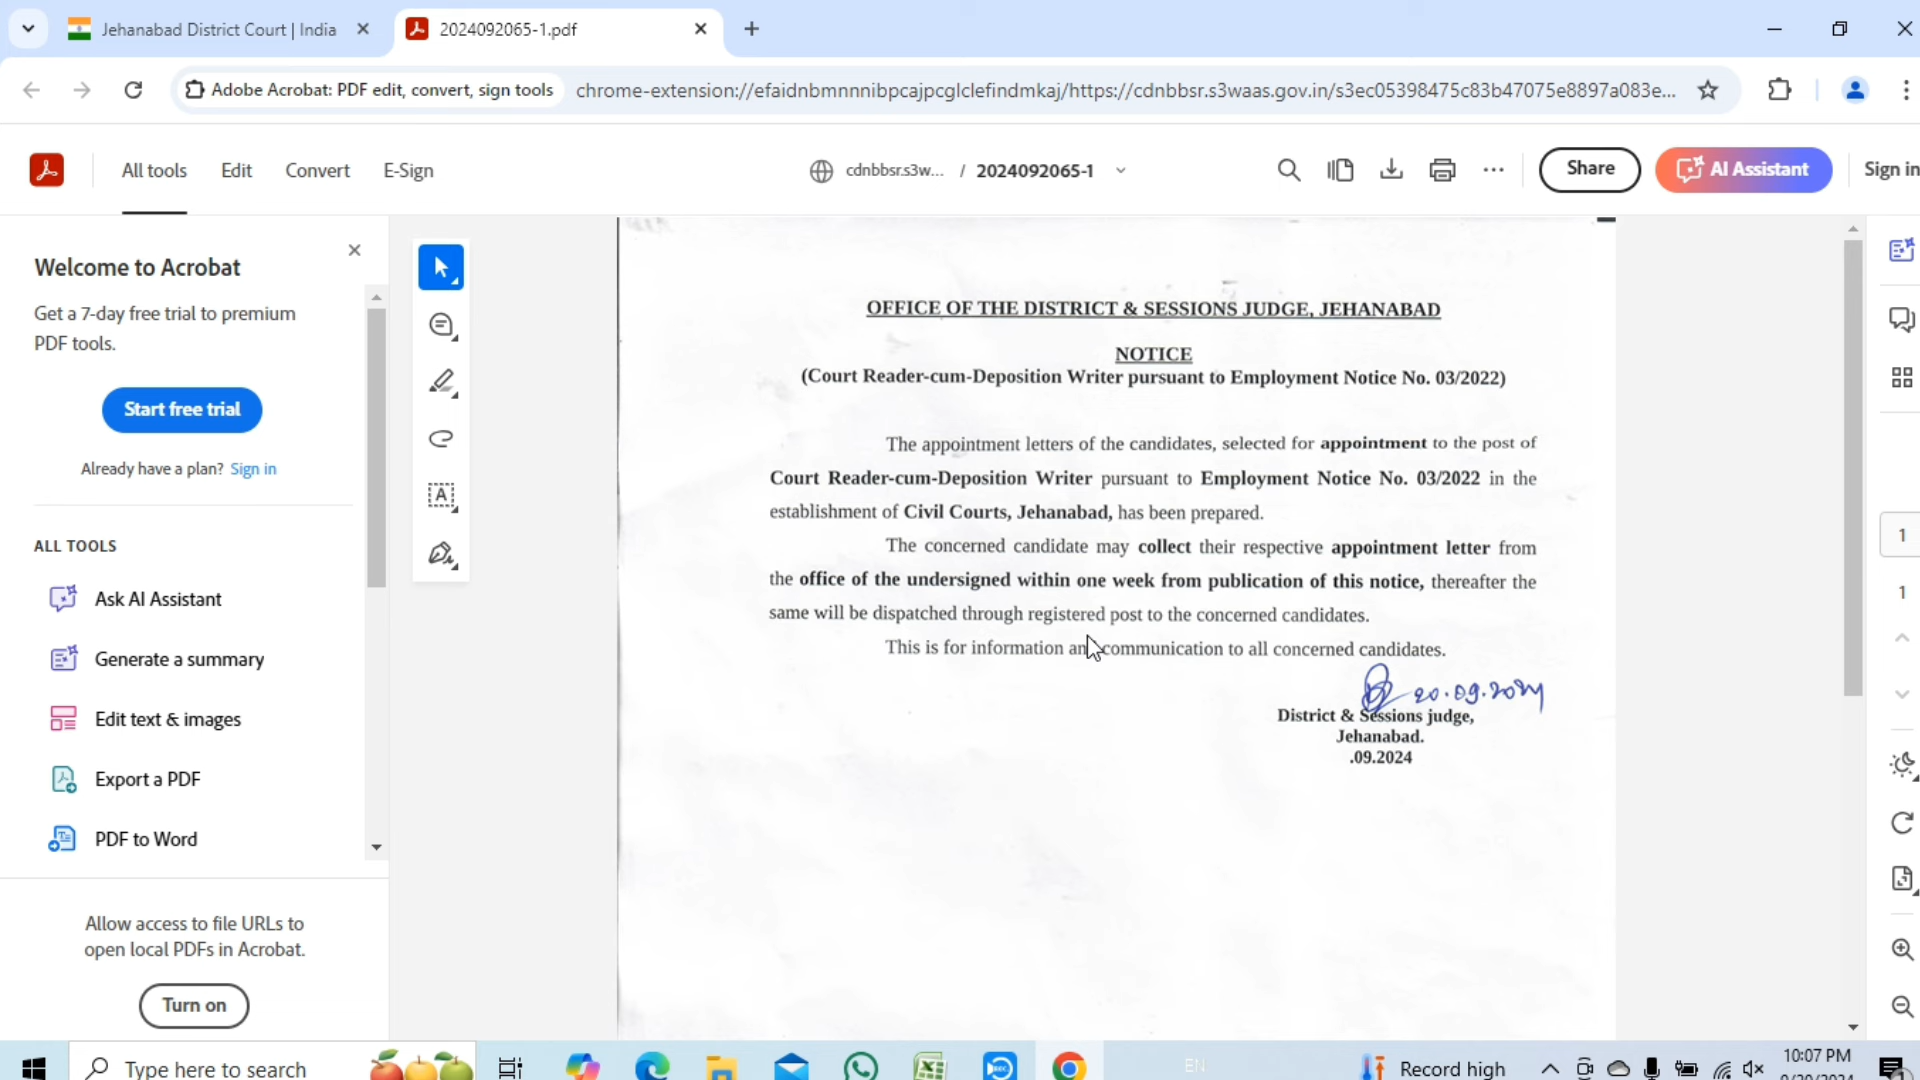 Jehanabad District Court | India
2024092065-1.pdf
Adobe Acrobat: PDF edit, convert, sign tools
chrome-extension://efaidnbmnnnibpcajpcglclefindmkaj/https://cdnbbsr.s3waas.gov.in/s3ec05398475c83b47075e8897a083e...
All tools
Edit
Convert
E-Sign
cdnbbsr.s3w... / 2024092065-1
Share
AI Assistant
Sign in
Welcome to Acrobat
Get a 7-day free trial to premium
PDF tools.
Start free trial
Already have a plan? Sign in
ALL TOOLS
Ask AI Assistant
Generate a summary
Edit text & images
Export a PDF
PDF to Word
Allow access to file URLs to
open local PDFs in Acrobat.
Turn on
A
OFFICE OF THE DISTRICT & SESSIONS JUDGE, JEHANABAD
NOTICE
(Court Reader-cum-Deposition Writer pursuant to Employment Notice No. 03/2022)
The appointment letters of the candidates, selected for appointment to the post of
Court Reader-cum-Deposition Writer pursuant to Employment Notice No. 03/2022 in the
establishment of Civil Courts, Jehanabad, has been prepared.
The concerned candidate may collect their respective appointment letter from
the office of the undersigned within one week from publication of this notice, thereafter the
same will be dispatched through registered post to the concerned candidates.
This is for information and communication to all concerned candidates.
20.09.2024
District & Sessions judge,
Jehanabad.
.09.2024
1
1
Type here to search
EN
Record high
10:07 PM